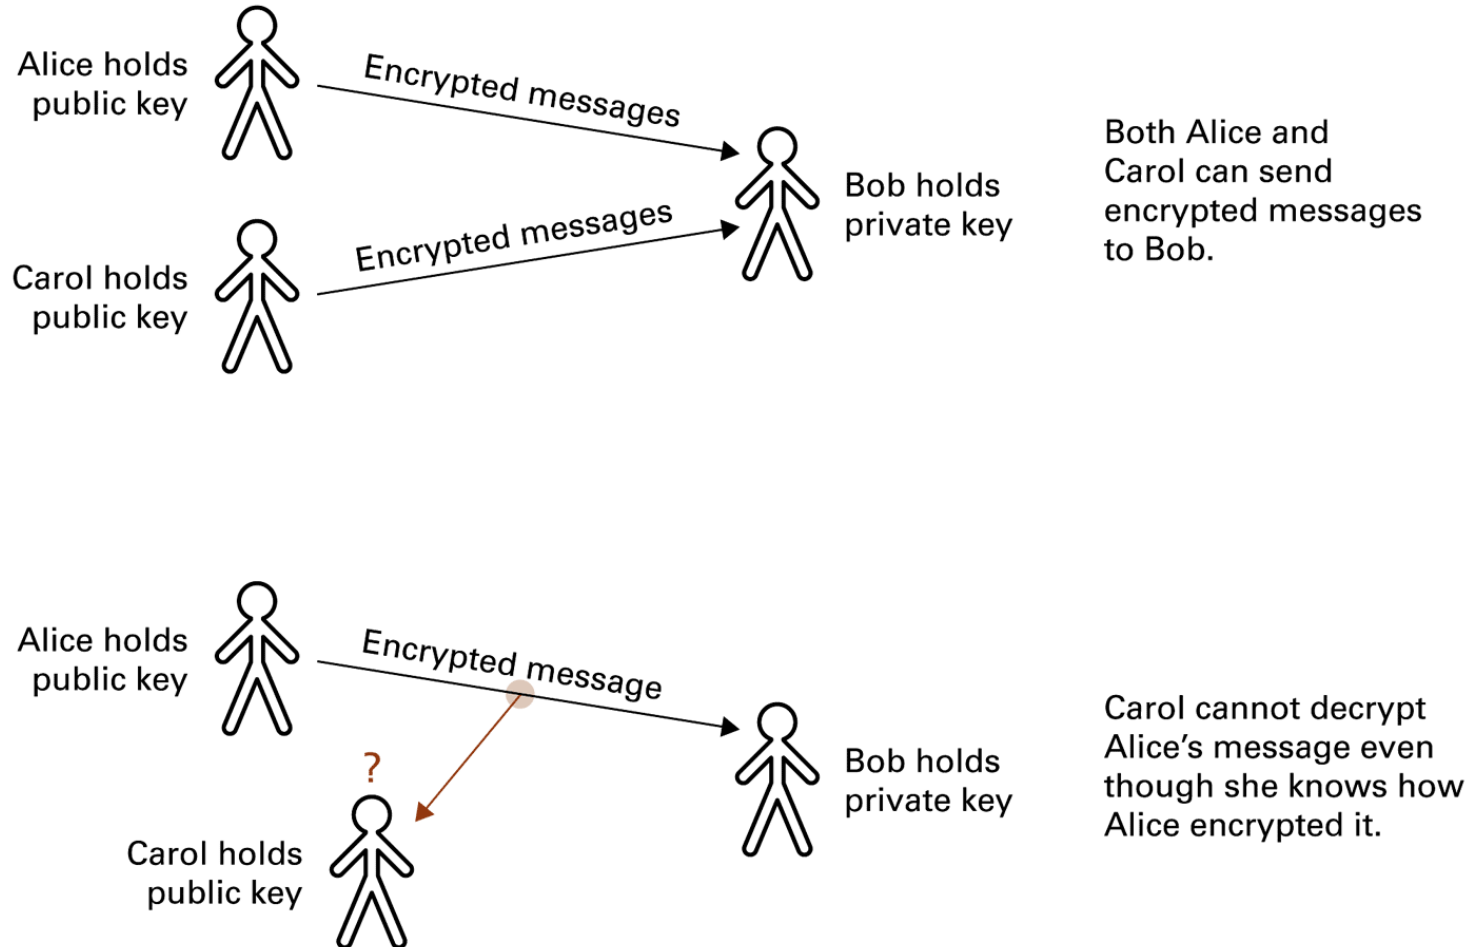 Alice holds
public key
Encrypted messages
Carol holds
public key
Encrypted messages
Bob holds
private key
Both Alice and
Carol can send
encrypted messages
to Bob.
Alice holds
public key
Encrypted message
?
Carol holds
public key
Bob holds
private key
Carol cannot decrypt
Alice’s message even
though she knows how
Alice encrypted it.